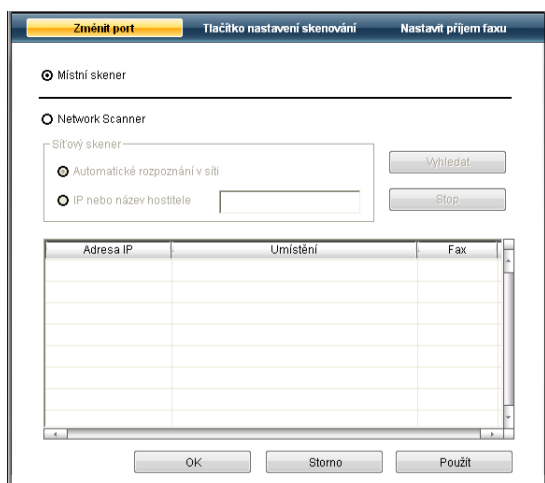 Změnit port Tlačítko nastavení skenování Nastavit příjem faxu
Místní skener
Network Scanner
Síťový skener
Automatické rozpoznání v síti
Vyhledat
IP nebo název hostitele
Stop
Adresa IP Umístění Fax
OK Storno Použít